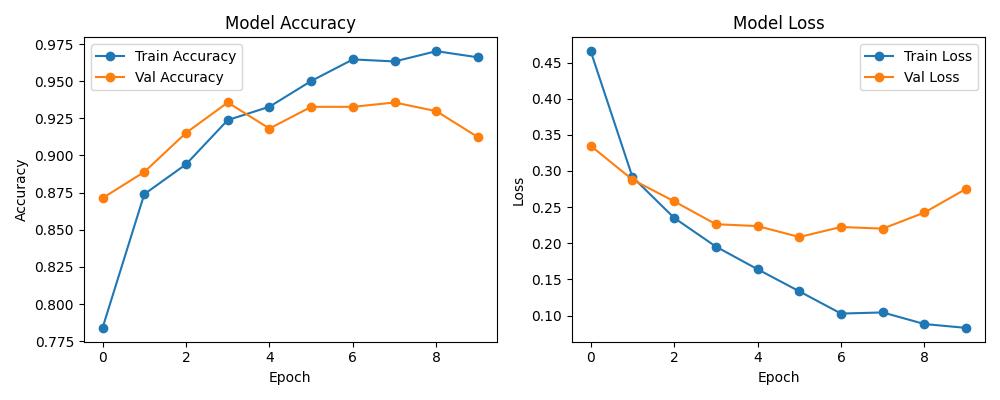 Model Accuracy
Train Accuracy
Val Accuracy
0.975
0.950
0.925
0.900
0.875
0.850
0.825
0.800
0.775
Accuracy
0 2 4 6 8
Epoch
Model Loss
Train Loss
Val Loss
0.45
0.40
0.35
0.30
0.25
0.20
0.15
0.10
Loss
0 2 4 6 8
Epoch